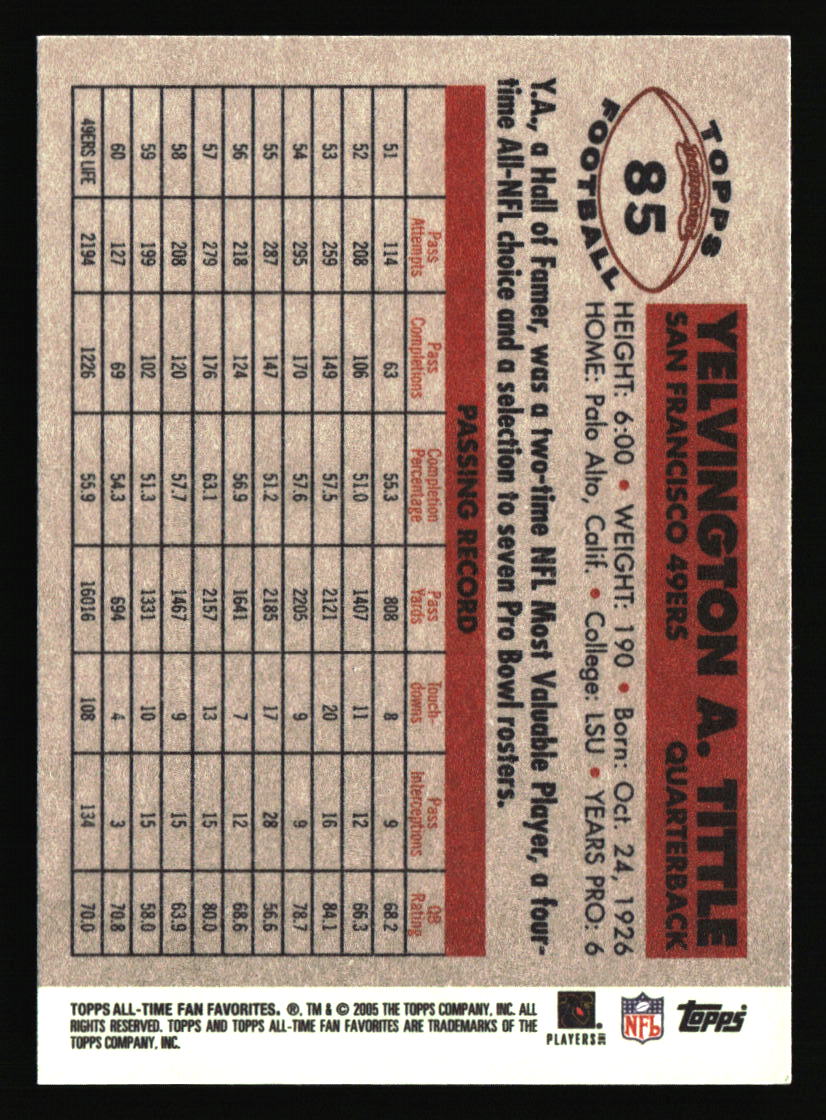 TOPPS
85
FOOTBALL
YELVINGTON A. TITTLE
SAN FRANCISCO 49ERS QUARTERBACK
HEIGHT: 6:00 • WEIGHT: 190 • Born: Oct. 24, 1926
HOME: Palo Alto, Calif. • College: LSU • YEARS PRO: 6
Y.A., a Hall of Famer, was a two-time NFL Most Valuable Player, a four-
time All-NFL choice and a selection to seven Pro Bowl rosters.
PASSING RECORD
Pass Attempts Pass Completions Completion Percentage Pass Yards Touch-downs Pass Interceptions QB Rating
51 114 63 55.3 808 8 9 68.2
52 208 106 51.0 1407 11 12 66.3
53 259 149 57.5 2121 20 16 84.1
54 295 170 57.6 2205 9 9 78.7
55 287 147 51.2 2185 17 28 56.6
56 218 124 56.9 1641 7 12 68.6
57 279 176 63.1 2157 13 15 80.0
58 208 120 57.7 1467 9 15 63.9
59 199 102 51.3 1331 10 15 58.0
60 127 69 54.3 694 4 3 70.8
49ERS LIFE 2194 1226 55.9 16016 108 134 70.0
Topps
NFL
PLAYERS INC
TOPPS ALL-TIME FAN FAVORITES. ®, TM & © 2005 THE TOPPS COMPANY, INC. ALL
RIGHTS RESERVED. TOPPS AND TOPPS ALL-TIME FAN FAVORITES ARE TRADEMARKS OF THE
TOPPS COMPANY, INC.